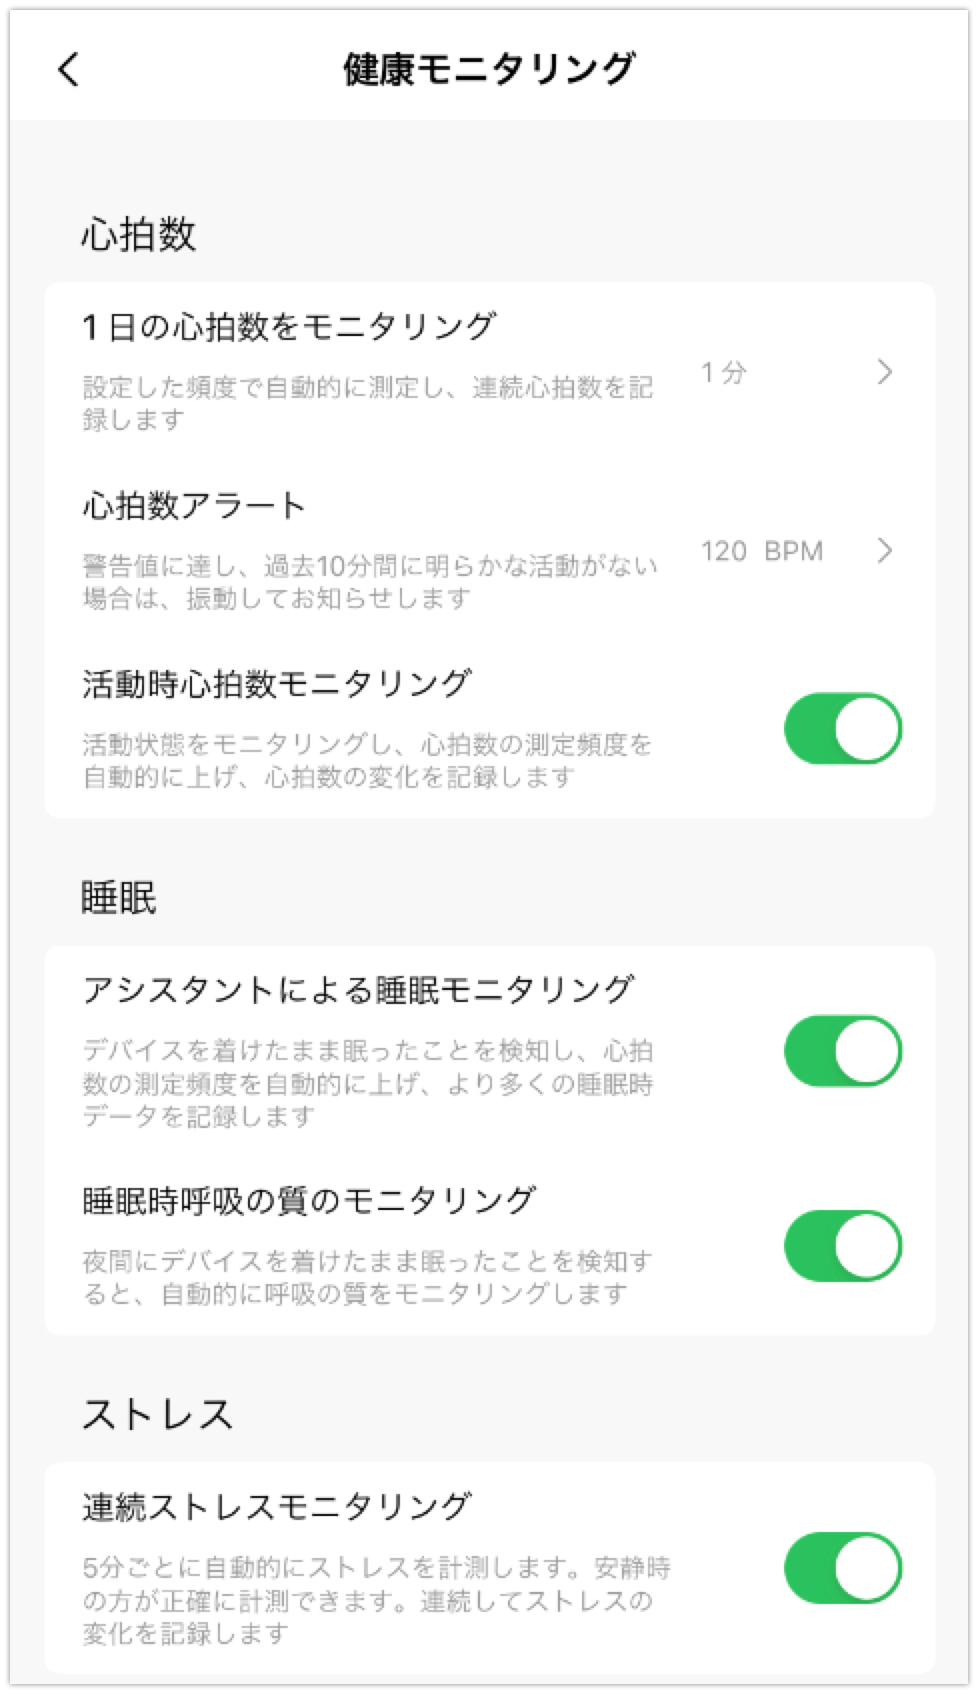 健康モニタリング
心拍数
1日の心拍数をモニタリング
設定した頻度で自動的に測定し、連続心拍数を記
録します
1分
心拍数アラート
警告値に達し、過去10分間に明らかな活動がない
場合は、振動してお知らせします
120 BPM
活動時心拍数モニタリング
活動状態をモニタリングし、心拍数の測定頻度を
自動的に上げ、心拍数の変化を記録します
睡眠
アシスタントによる睡眠モニタリング
デバイスを着けたまま眠ったことを検知し、心拍
数の測定頻度を自動的に上げ、より多くの睡眠時
データを記録します
睡眠時呼吸の質のモニタリング
夜間にデバイスを着けたまま眠ったことを検知す
ると、自動的に呼吸の質をモニタリングします
ストレス
連続ストレスモニタリング
5分ごとに自動的にストレスを計測します。安静時
の方が正確に計測できます。連続してストレスの
変化を記録します